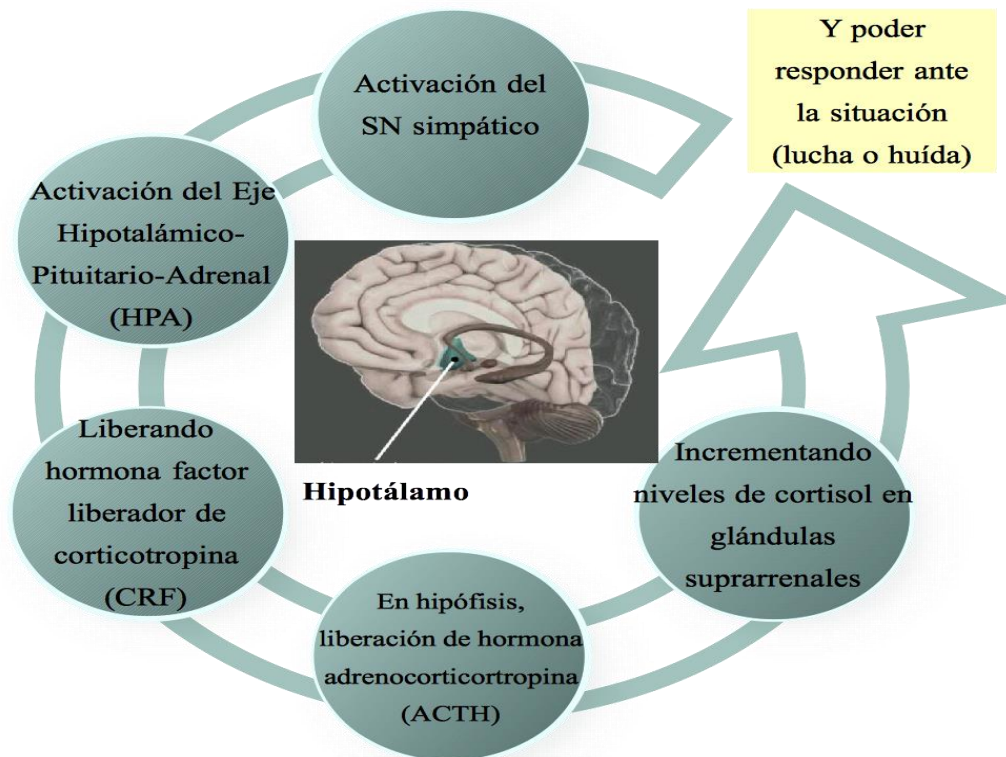 Activación del
SN simpático
Y poder
responder ante
la situación
(lucha o huída)
Activación del Eje
Hipotalámico-
Pituitario-Adrenal
(HPA)
Liberando
hormona factor
liberador de
corticotropina
(CRF)
En hipófisis,
liberación de hormona
adrenocorticortropina
(ACTH)
Incrementando
niveles de cortisol en
glándulas
suprarrenales
Hipotálamo